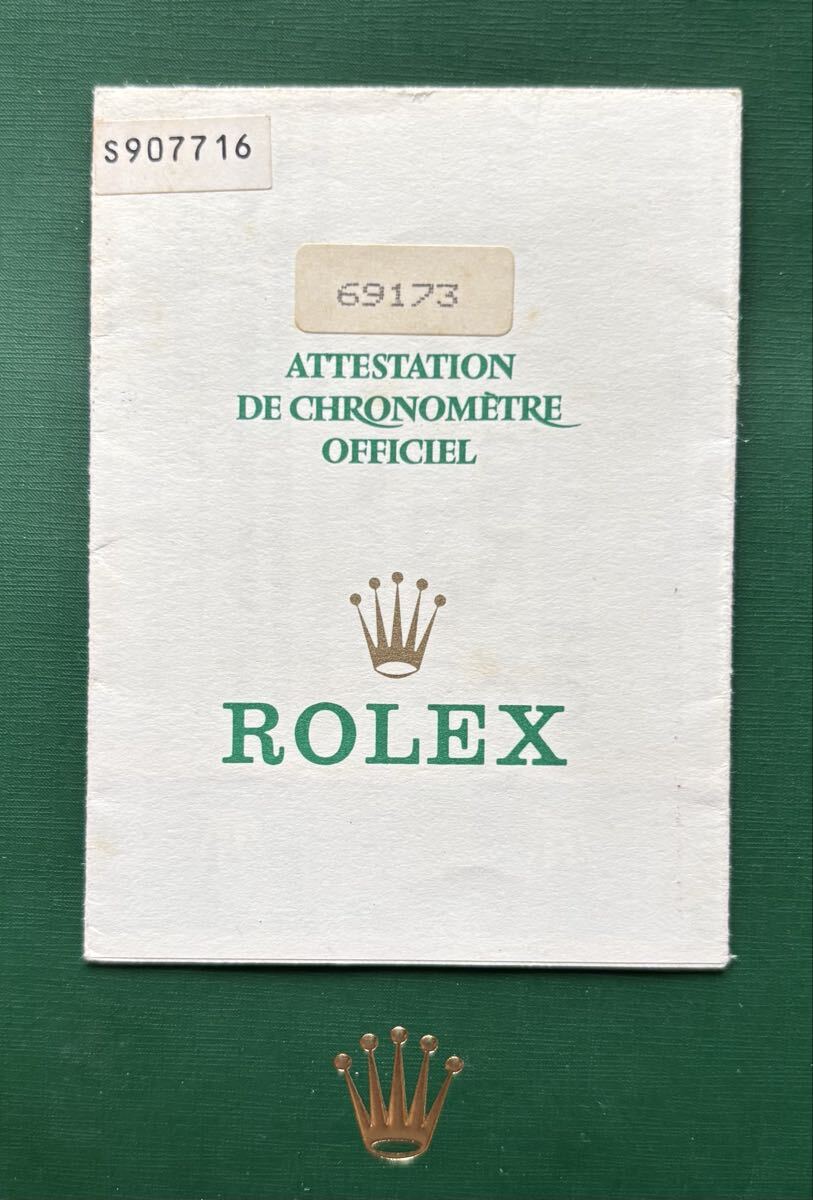 S907716
69173
ATTESTATION
DE CHRONOMÈTRE
OFFICIEL
ROLEX